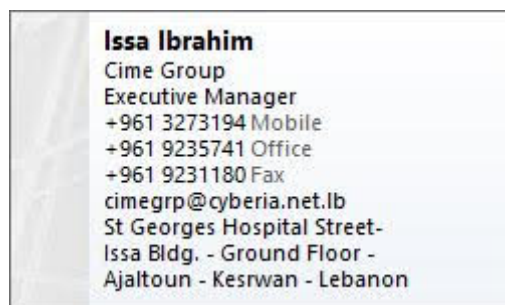 Issa Ibrahim
Cime Group
Executive Manager
+961 3273194 Mobile
+961 9235741 Office
+961 9231180 Fax
cimegrp@cyberia.net.lb
St Georges Hospital Street-
Issa Bldg. - Ground Floor -
Ajaltoun - Kesrwan - Lebanon